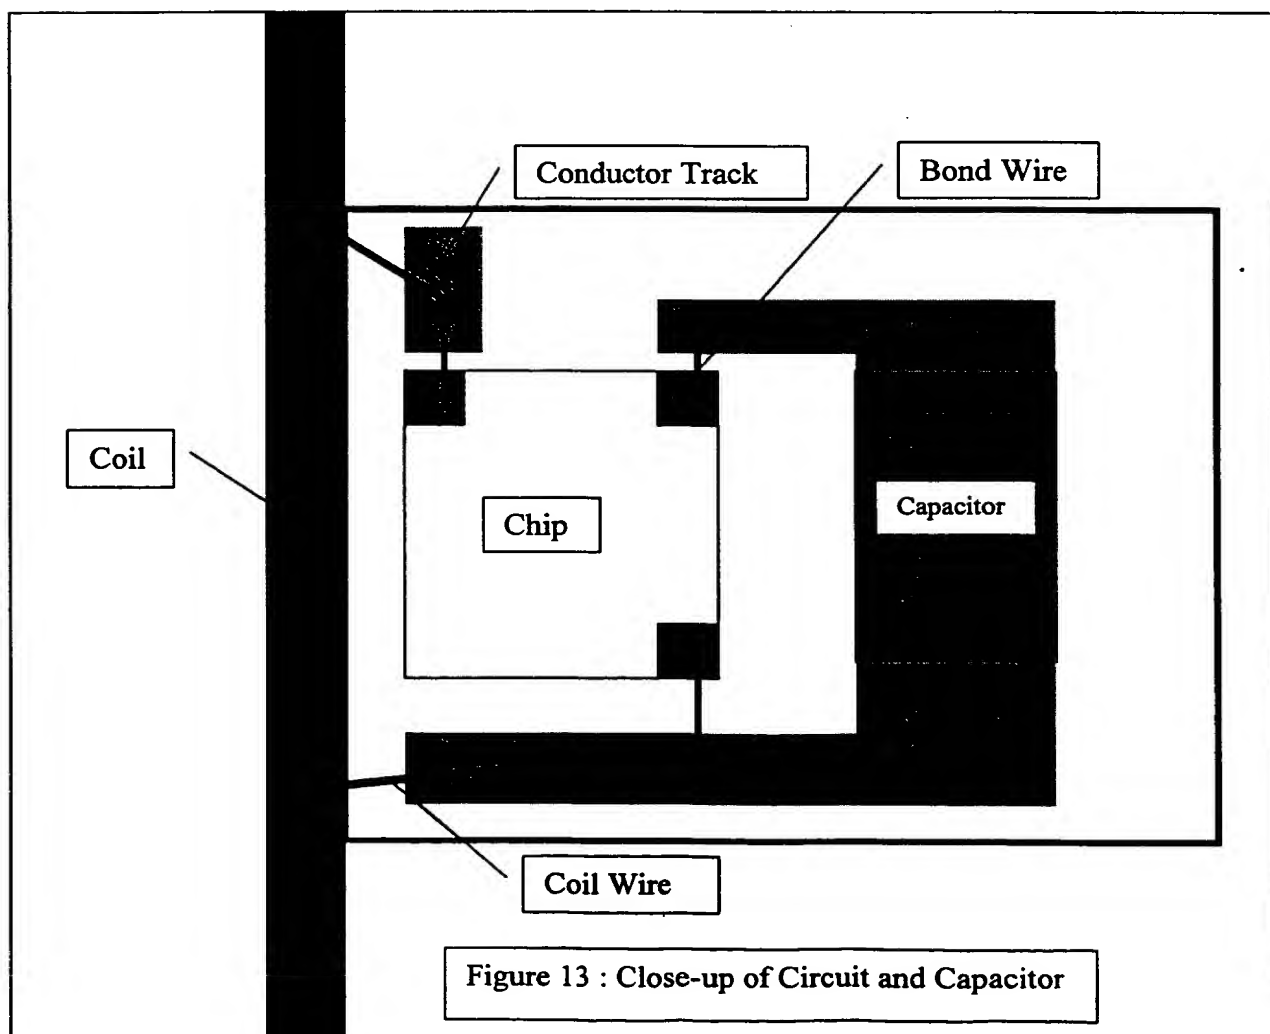 Conductor Track
Bond Wire
Coil
Chip
Capacitor
Coil Wire
Figure 13 : Close-up of Circuit and Capacitor